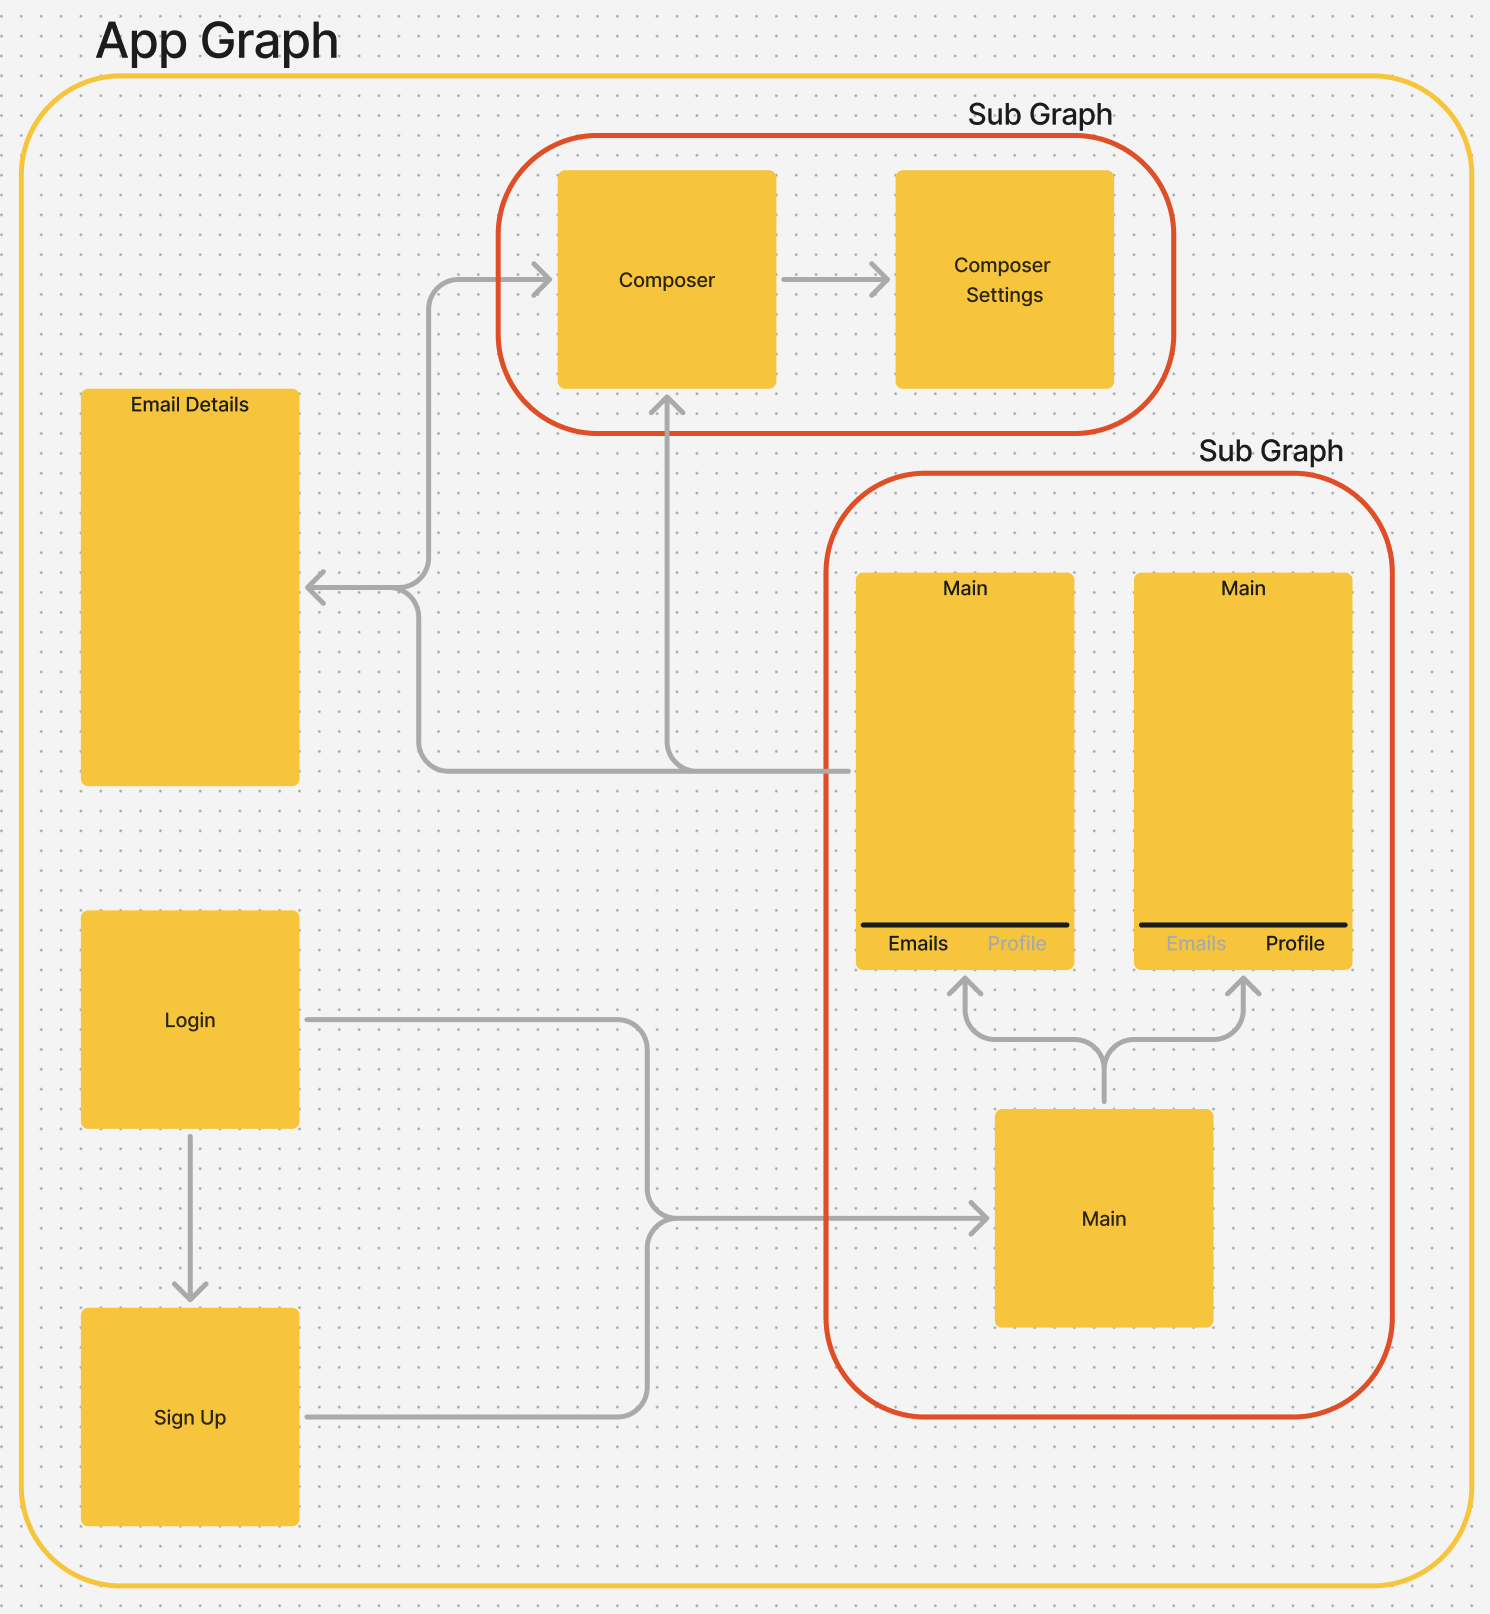 App Graph
Sub Graph
Composer
Composer
Settings
Email Details
Sub Graph
Main
Main
Emails
Profile
Emails
Profile
Login
Main
Sign Up